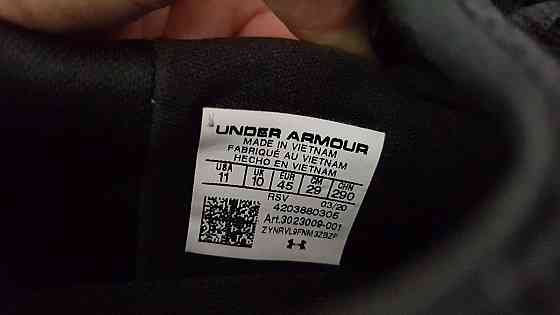 UNDER ARMOUR
MADE IN VIETNAM
FABRIQUÉ AU VIETNAM
HECHO EN VIETNAM
USA UK EUR CM CHN
11 10 45 29 290
RSV 03/20
4203880305
Art.3023009-001
ZYNRVL9FNM3ZBZP